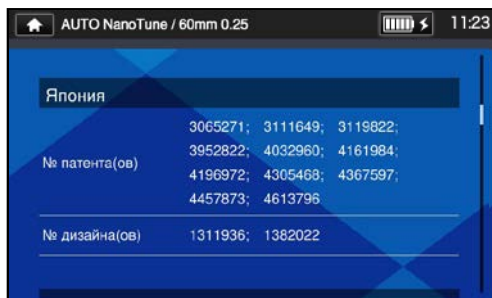 AUTO NanoTune / 60mm 0.25 11:23
Япония
3065271; 3111649; 3119822;
3952822; 4032960; 4161984;
№ патента(ов)
4196972; 4305468; 4367597;
4457873; 4613796
№ дизайна(ов) 1311936; 1382022